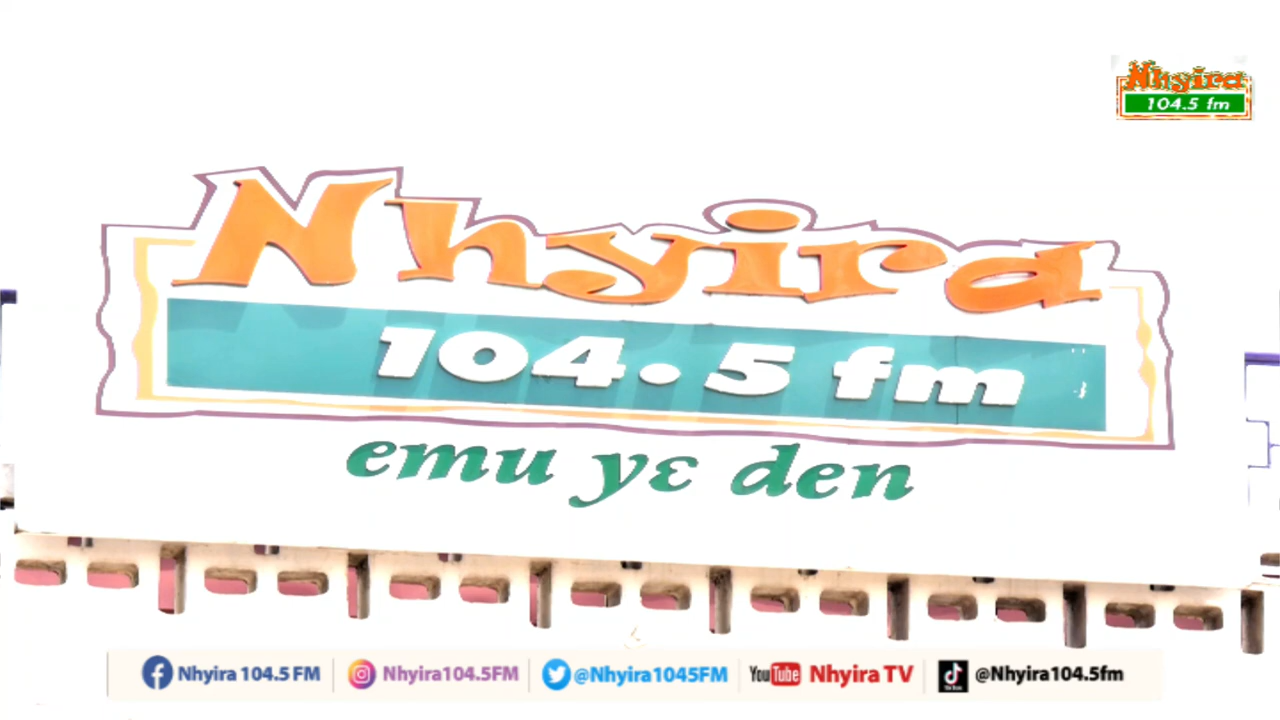 Nhyira
104.5 fm
Nhyira
104.5 fm
emu yɛ den
Nhyira 104.5 FM
Nhyira104.5FM
@Nhyira1045FM
YouTube Nhyira TV
@Nhyira104.5fm